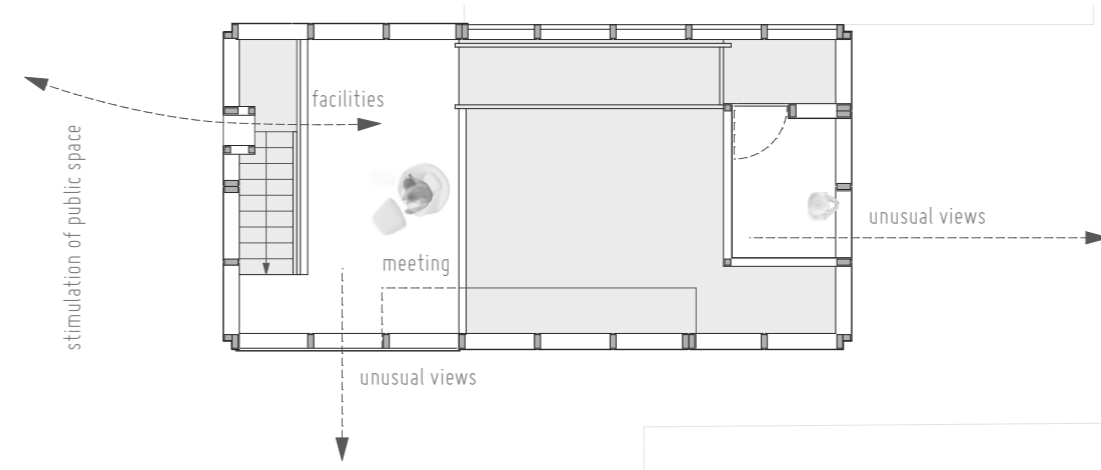 facilities
stimulation of public space
unusual views
meeting
unusual views